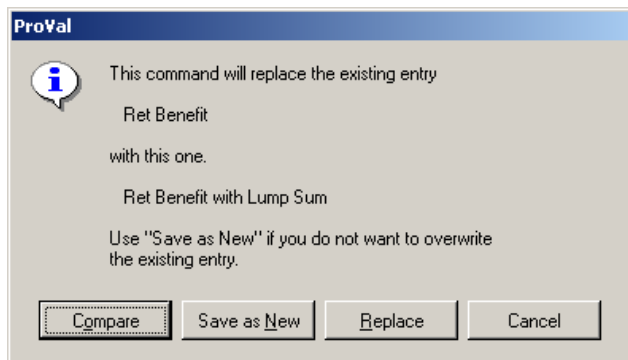 ProVal
This command will replace the existing entry
Ret Benefit
with this one.
Ret Benefit with Lump Sum
Use "Save as New" if you do not want to overwrite
the existing entry.
Compare Save as New Replace Cancel